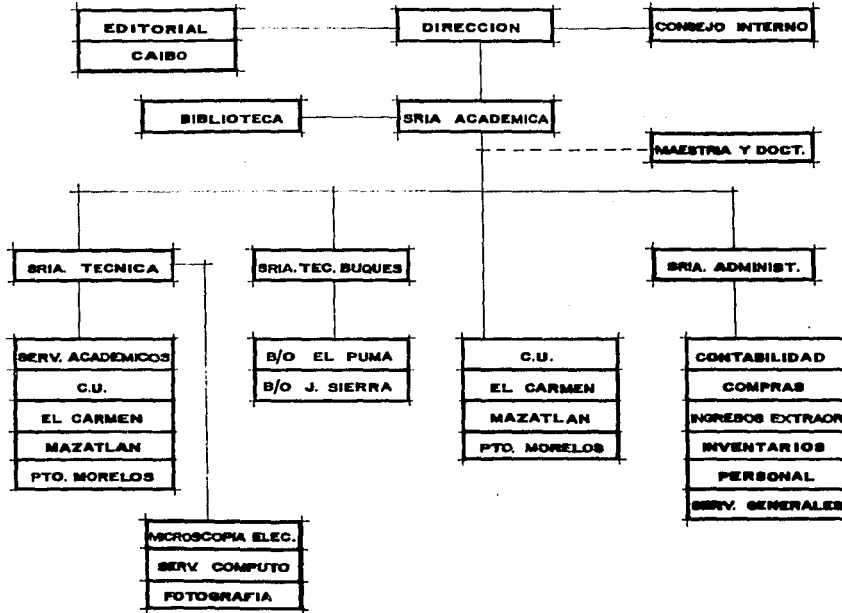 EDITORIAL
CAIBO
DIRECCION
CONSEJO INTERNO
BIBLIOTECA
SRIA ACADEMICA
MAESTRIA Y DOCT.
SRIA. TECNICA
SRIA. TEC. BUQUES
SRIA. ADMINIST.
SERV. ACADEMICOS
C.U.
EL CARMEN
MAZATLAN
PTO. MORELOS
B/O EL PUMA
B/O J. SIERRA
C.U.
EL CARMEN
MAZATLAN
PTO. MORELOS
CONTABILIDAD
COMPRAS
INGRESOS EXTRAOR
INVENTARIOS
PERSONAL
SERV. GENERALES
MICROSCOPIA ELEC.
SERV. COMPUTO
FOTOGRAFIA